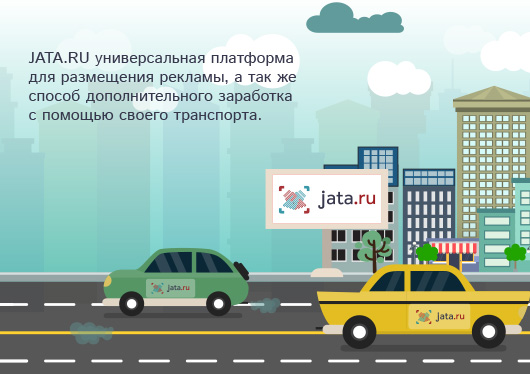 JATA.RU универсальная платформа
для размещения рекламы, а так же
способ дополнительного заработка
с помощью своего транспорта.
jata.ru
jata.ru
jata.ru